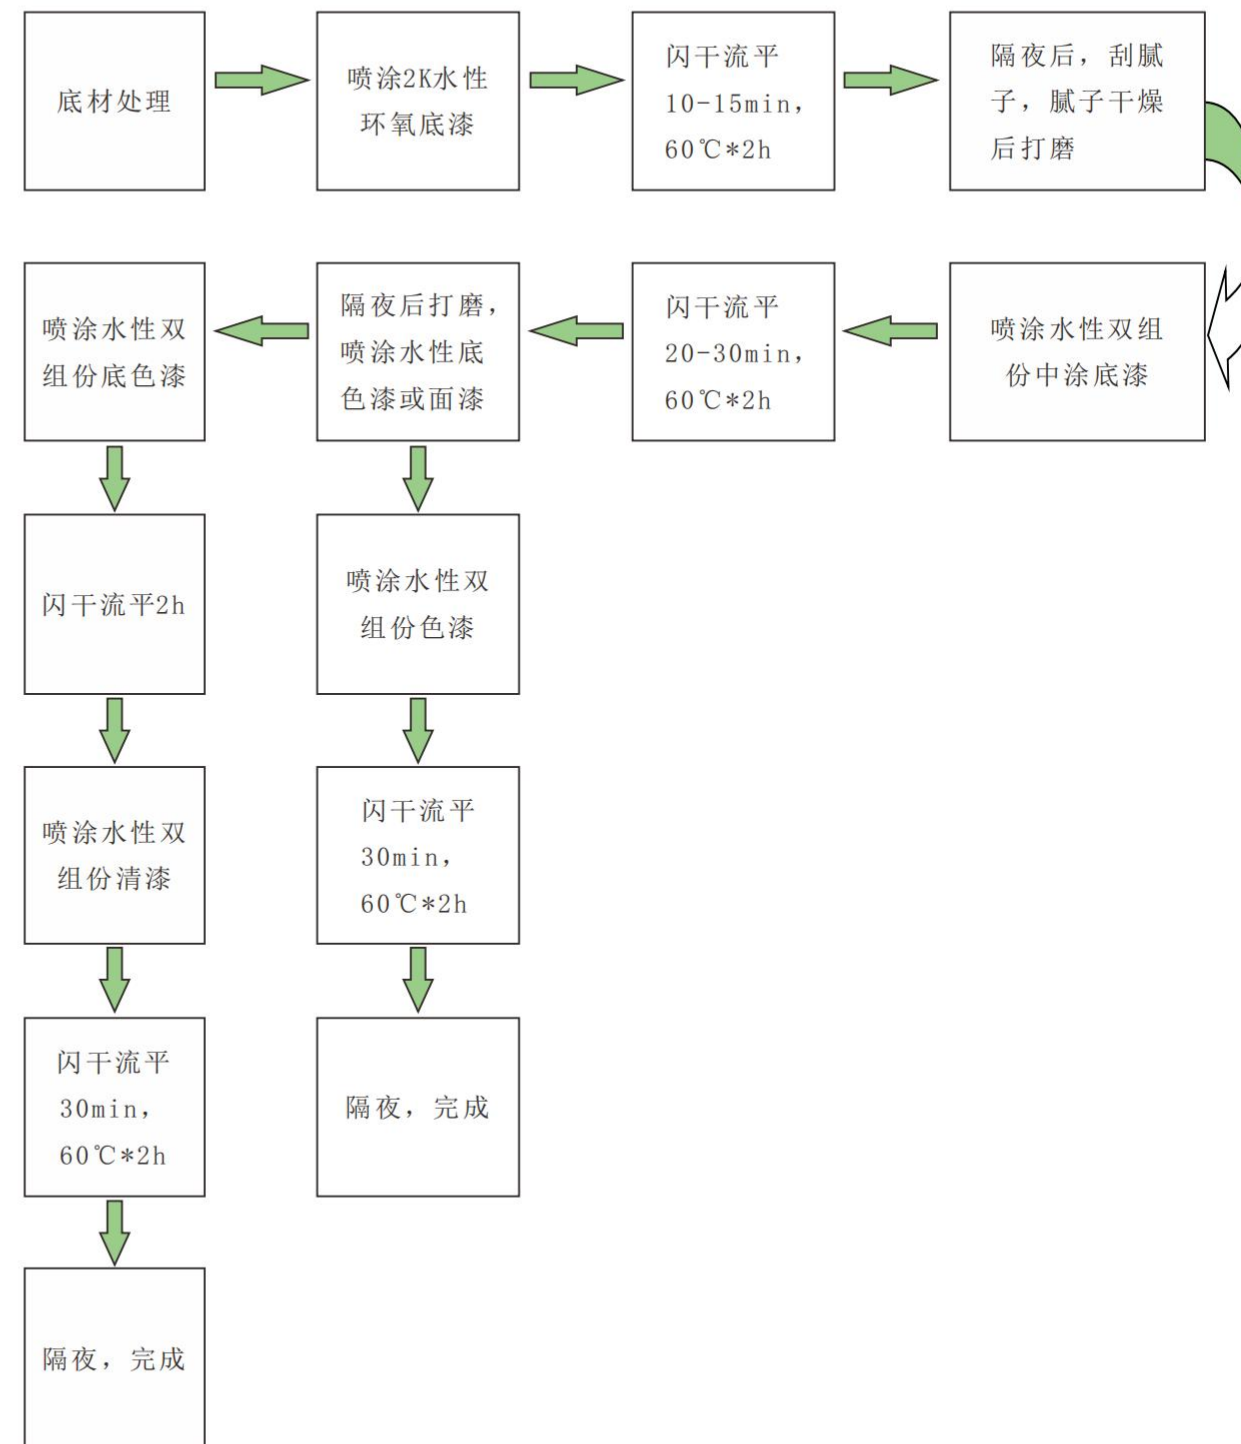 底材处理
喷涂2K水性
环氧底漆
闪干流平
10-15min，
60℃*2h
隔夜后，刮腻
子，腻子干燥
后打磨
喷涂水性双组
份中涂底漆
闪干流平
20-30min，
60℃*2h
隔夜后打磨，
喷涂水性底
色漆或面漆
喷涂水性双
组份底色漆
闪干流平2h
喷涂水性双
组份清漆
闪干流平
30min，
60℃*2h
隔夜，完成
喷涂水性双
组份色漆
闪干流平
30min，
60℃*2h
隔夜，完成